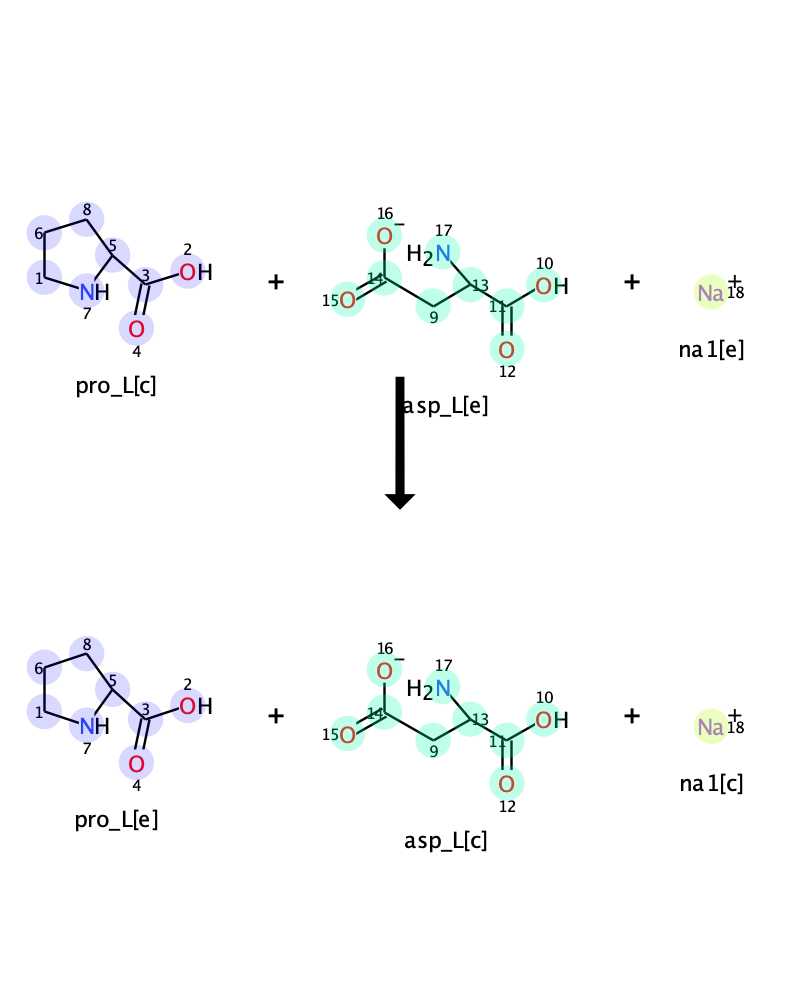 8
6
5
1
NH
7
3
2
OH
O
4
pro_L[c]
+
16
O−
17
H2N
14
15O
13
9
10
OH
11
O
12
asp_L[e]
+
Na+
18
na1[e]
8
6
5
1
NH
7
3
2
OH
O
4
pro_L[e]
+
16
O−
17
H2N
14
15O
13
9
10
OH
11
O
12
asp_L[c]
+
Na+
18
na1[c]